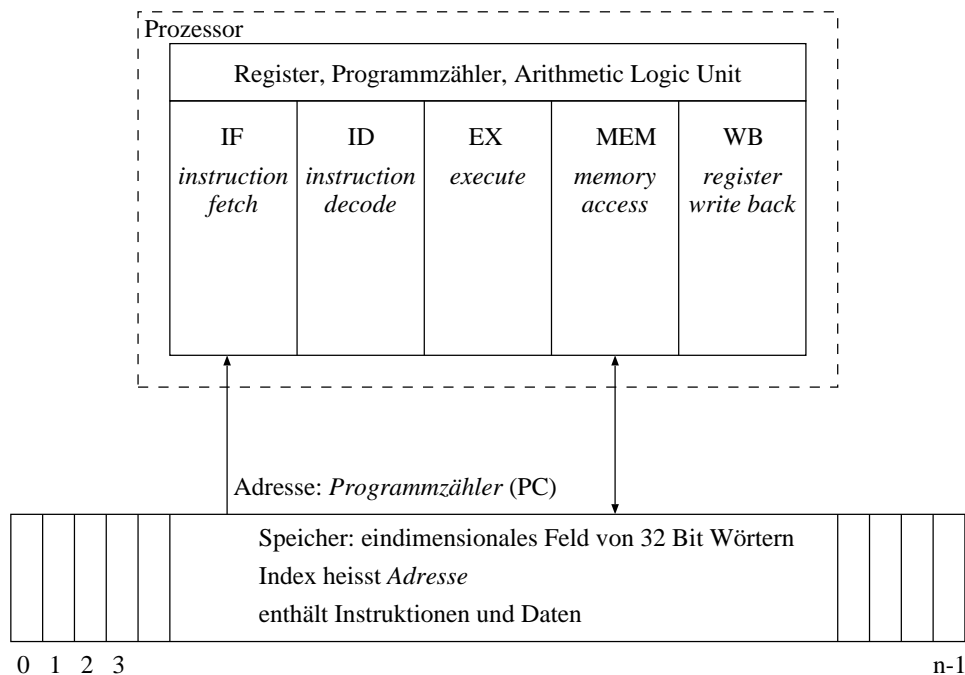 Prozessor
Register, Programmzähler, Arithmetic Logic Unit
IF
instruction
fetch
ID
instruction
decode
EX
execute
MEM
memory
access
WB
register
write back
Adresse: Programmzähler (PC)
Speicher: eindimensionales Feld von 32 Bit Wörtern
Index heisst Adresse
enthält Instruktionen und Daten
0 1 2 3 n-1